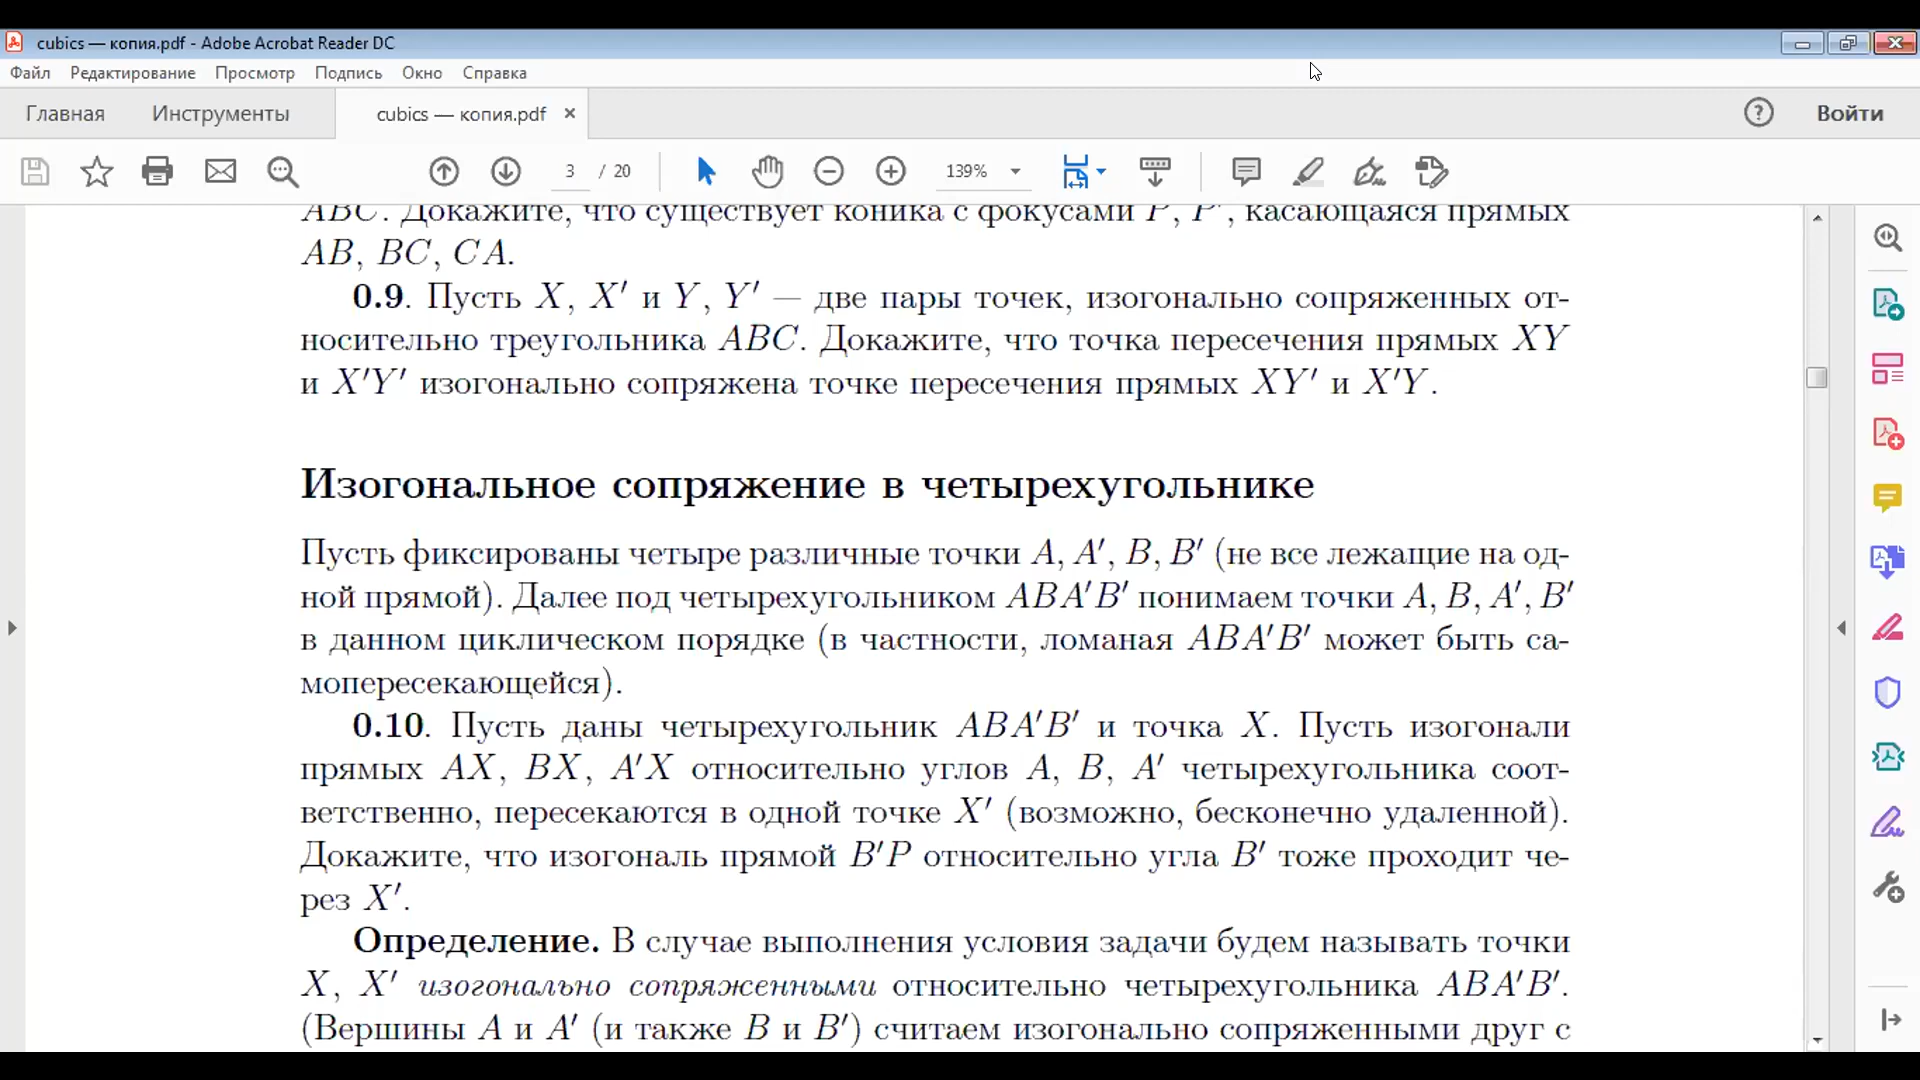 cubics — копия.pdf - Adobe Acrobat Reader DC
Файл Редактирование Просмотр Подпись Окно Справка
Главная Инструменты cubics — копия.pdf × Войти
3 / 20 139%
ABC. Докажите, что существует коника с фокусами P, P′, касающаяся прямых
AB, BC, CA.
0.9. Пусть X, X′ и Y, Y′ — две пары точек, изогонально сопряженных от-
носительно треугольника ABC. Докажите, что точка пересечения прямых XY
и X′Y′ изогонально сопряжена точке пересечения прямых XY′ и X′Y.
Изогональное сопряжение в четырехугольнике
Пусть фиксированы четыре различные точки A, A′, B, B′ (не все лежащие на од-
ной прямой). Далее под четырехугольником ABA′B′ понимаем точки A, B, A′, B′
в данном циклическом порядке (в частности, ломаная ABA′B′ может быть са-
мопересекающейся).
0.10. Пусть даны четырехугольник ABA′B′ и точка X. Пусть изогонали
прямых AX, BX, A′X относительно углов A, B, A′ четырехугольника соот-
ветственно, пересекаются в одной точке X′ (возможно, бесконечно удаленной).
Докажите, что изогональ прямой B′P относительно угла B′ тоже проходит че-
рез X′.
Определение. В случае выполнения условия задачи будем называть точки
X, X′ изогонально сопряженными относительно четырехугольника ABA′B′.
(Вершины A и A′ (и также B и B′) считаем изогонально сопряженными друг с